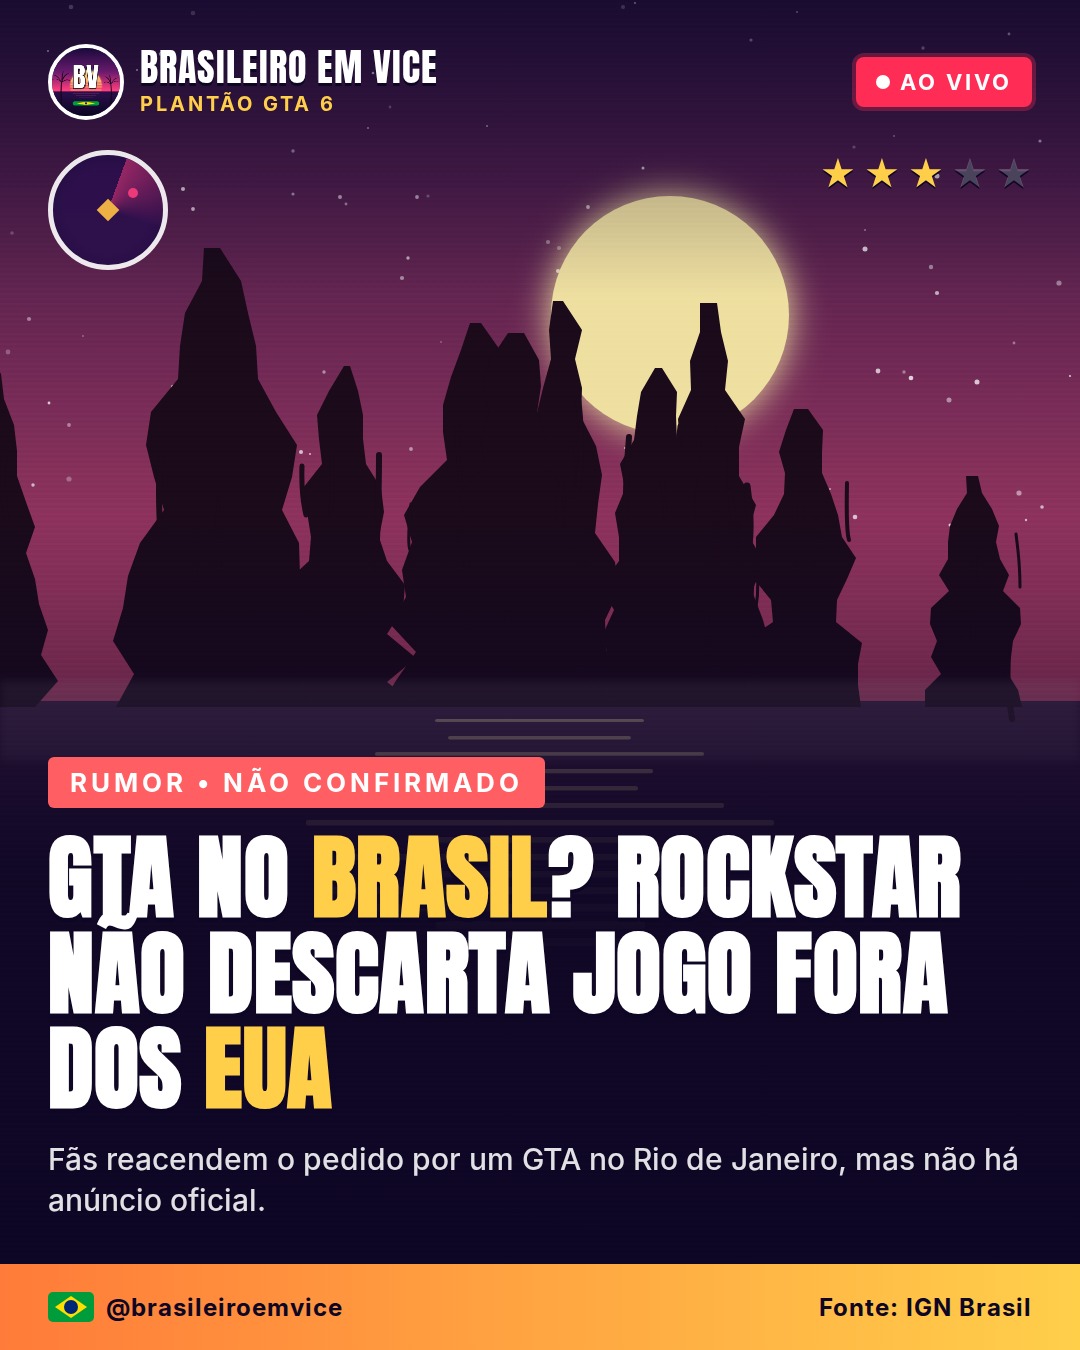 BV
BRASILEIRO EM VICE
PLANTÃO GTA 6
AO VIVO
RUMOR • NÃO CONFIRMADO
GTA NO BRASIL? ROCKSTAR
NÃO DESCARTA JOGO FORA
DOS EUA
Fãs reacendem o pedido por um GTA no Rio de Janeiro, mas não há
anúncio oficial.
@brasileiroemvice
Fonte: IGN Brasil